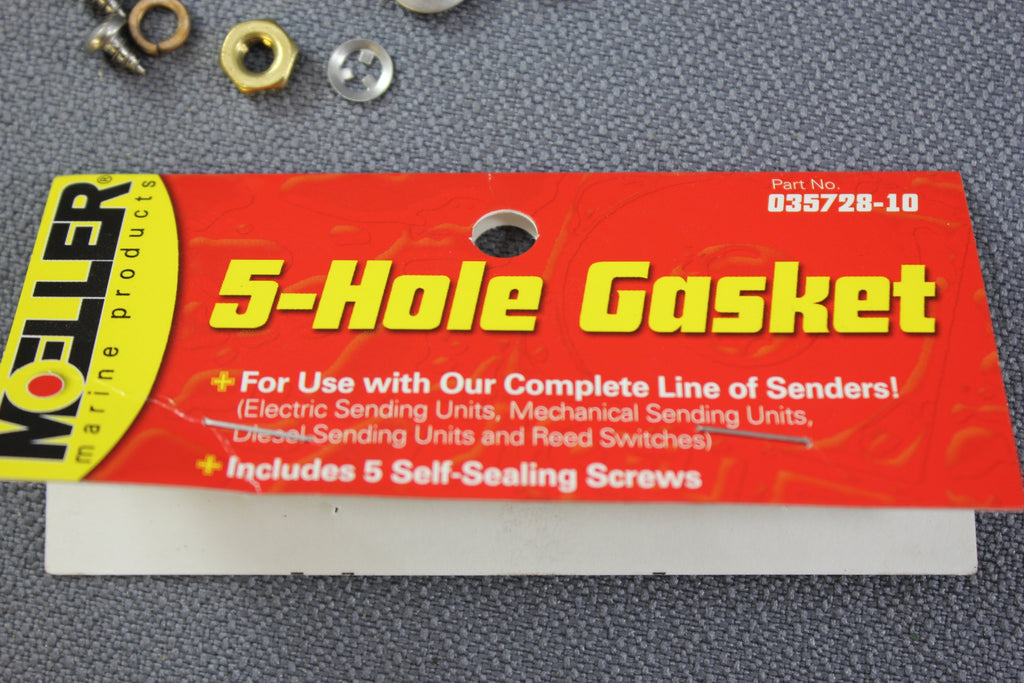 MOELLER®
marine products
Part No.
035728-10
5-Hole Gasket
For Use with Our Complete Line of Senders!
(Electric Sending Units, Mechanical Sending Units,
Diesel Sending Units and Reed Switches)
Includes 5 Self-Sealing Screws